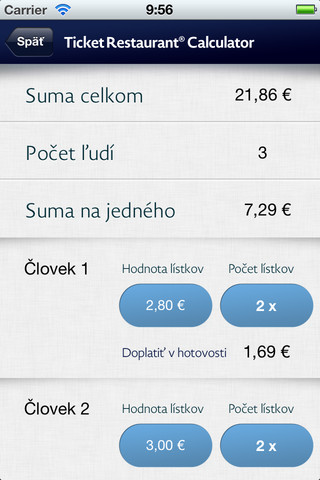 Carrier 9:56
Späť Ticket Restaurant® Calculator
Suma celkom 21,86 €
Počet ľudí 3
Suma na jedného 7,29 €
Človek 1 Hodnota lístkov Počet lístkov
2,80 € 2 x
Doplatiť v hotovosti 1,69 €
Človek 2 Hodnota lístkov Počet lístkov
3,00 € 2 x